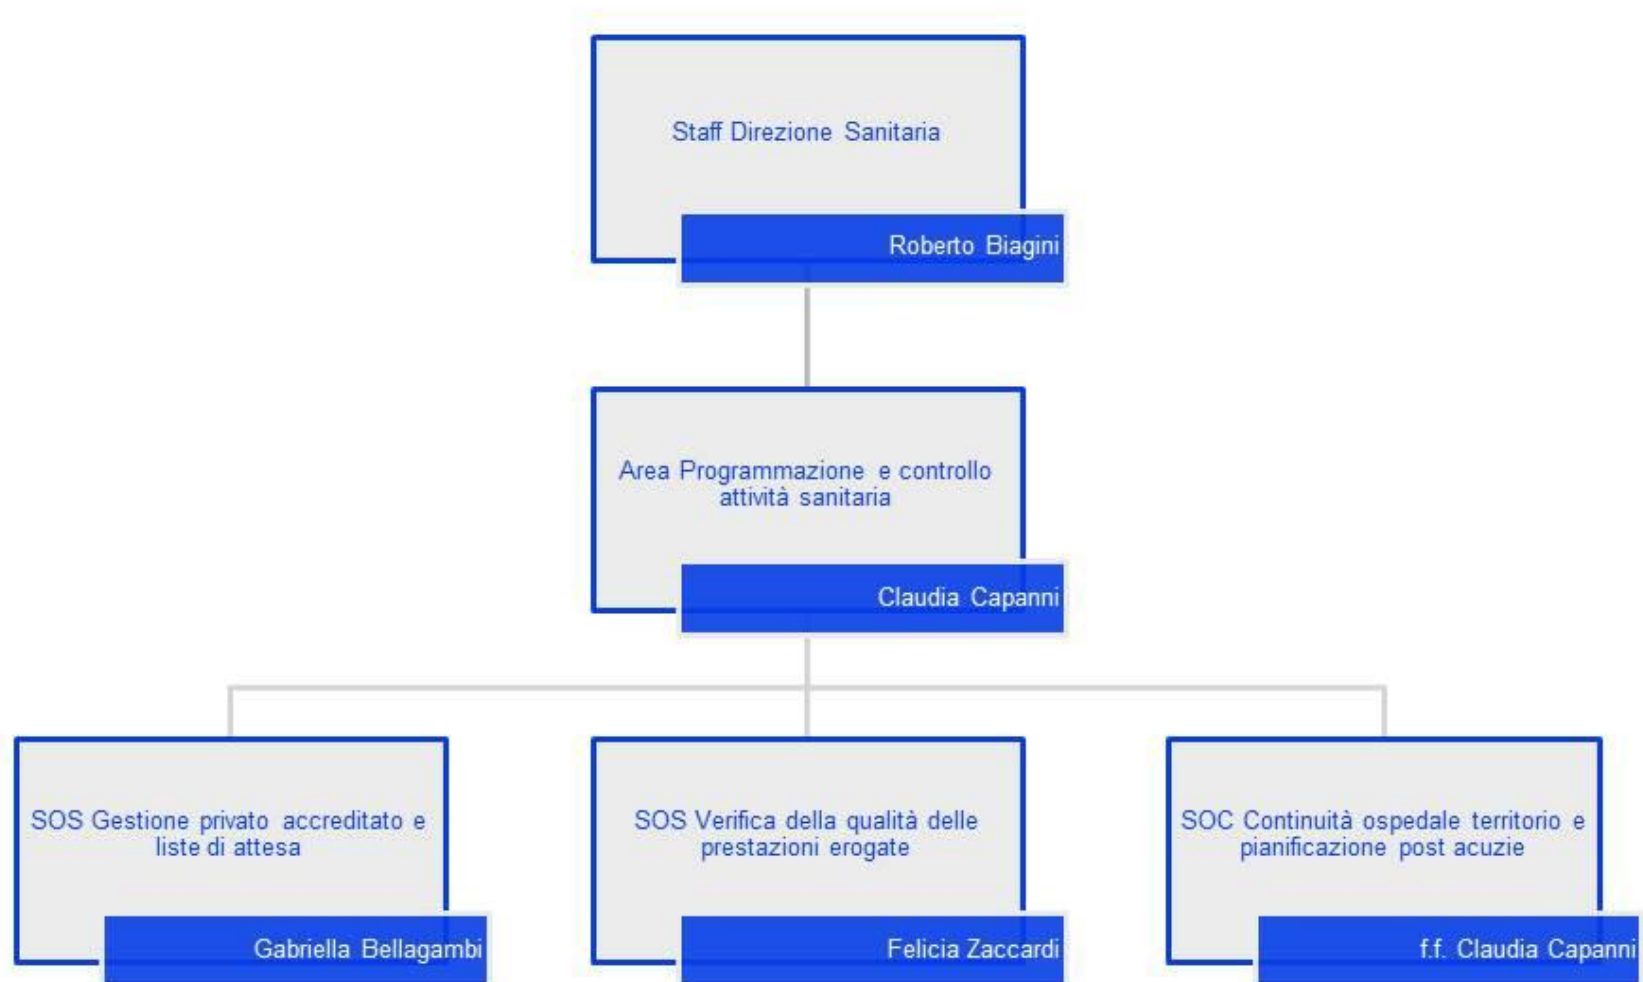 Staff Direzione Sanitaria
Roberto Biagini
Area Programmazione e controllo
attività sanitaria
Claudia Capanni
SOS Gestione privato accreditato e
liste di attesa
Gabriella Bellagambi
SOS Verifica della qualità delle
prestazioni erogate
Felicia Zaccardi
SOC Continuità ospedale territorio e
pianificazione post acuzie
f.f. Claudia Capanni